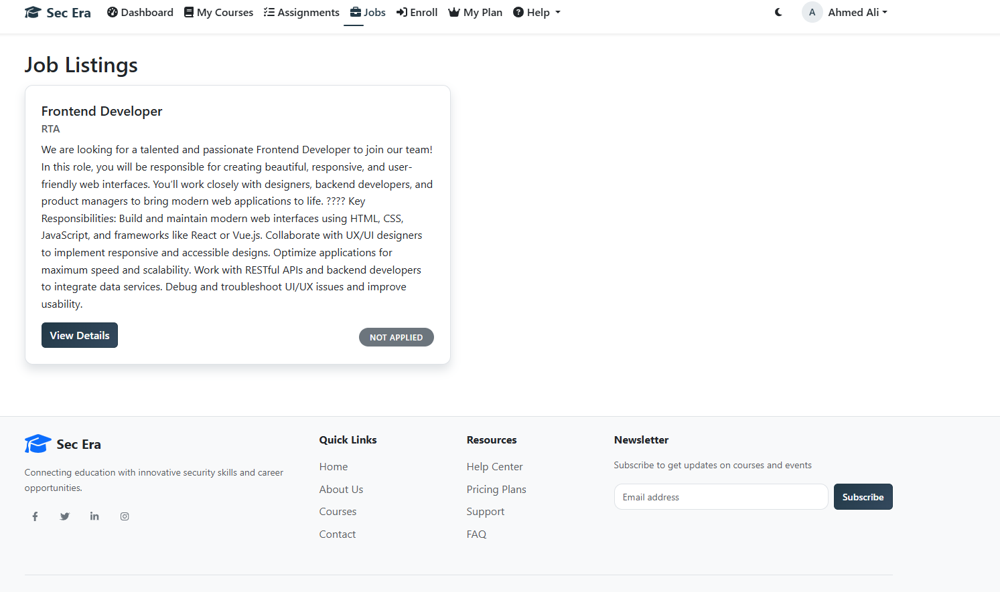 Sec Era Dashboard My Courses Assignments Jobs Enroll My Plan Help A Ahmed Ali
Job Listings
Frontend Developer
RTA
We are looking for a talented and passionate Frontend Developer to join our team!
In this role, you will be responsible for creating beautiful, responsive, and user-
friendly web interfaces. You’ll work closely with designers, backend developers, and
product managers to bring modern web applications to life. ???? Key
Responsibilities: Build and maintain modern web interfaces using HTML, CSS,
JavaScript, and frameworks like React or Vue.js. Collaborate with UX/UI designers
to implement responsive and accessible designs. Optimize applications for
maximum speed and scalability. Work with RESTful APIs and backend developers
to integrate data services. Debug and troubleshoot UI/UX issues and improve
usability.
View Details
NOT APPLIED
Sec Era
Connecting education with innovative security skills and career
opportunities.
Quick Links
Home
About Us
Courses
Contact
Resources
Help Center
Pricing Plans
Support
FAQ
Newsletter
Subscribe to get updates on courses and events
Email address
Subscribe